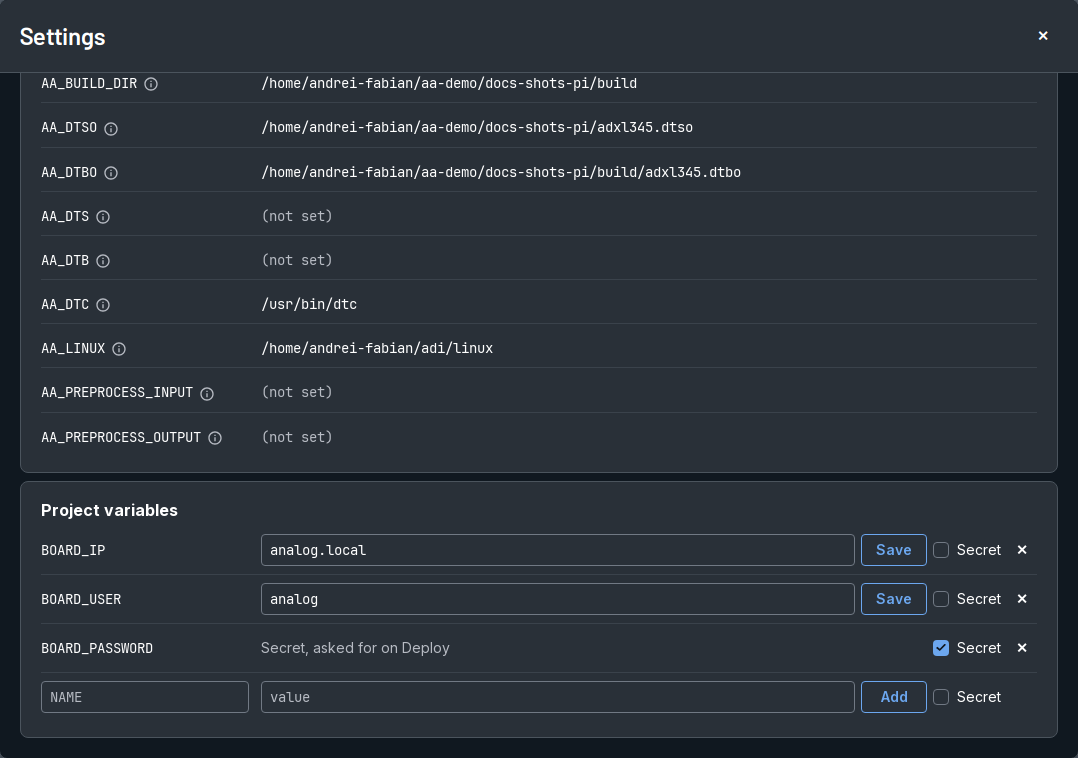 Settings
AA_BUILD_DIR /home/andrei-fabian/aa-demo/docs-shots-pi/build
AA_DTSO /home/andrei-fabian/aa-demo/docs-shots-pi/adxl345.dtso
AA_DTBO /home/andrei-fabian/aa-demo/docs-shots-pi/build/adxl345.dtbo
AA_DTS (not set)
AA_DTB (not set)
AA_DTC /usr/bin/dtc
AA_LINUX /home/andrei-fabian/adi/linux
AA_PREPROCESS_INPUT (not set)
AA_PREPROCESS_OUTPUT (not set)
Project variables
BOARD_IP analog.local Save Secret
BOARD_USER analog Save Secret
BOARD_PASSWORD Secret, asked for on Deploy Secret
NAME value Add Secret